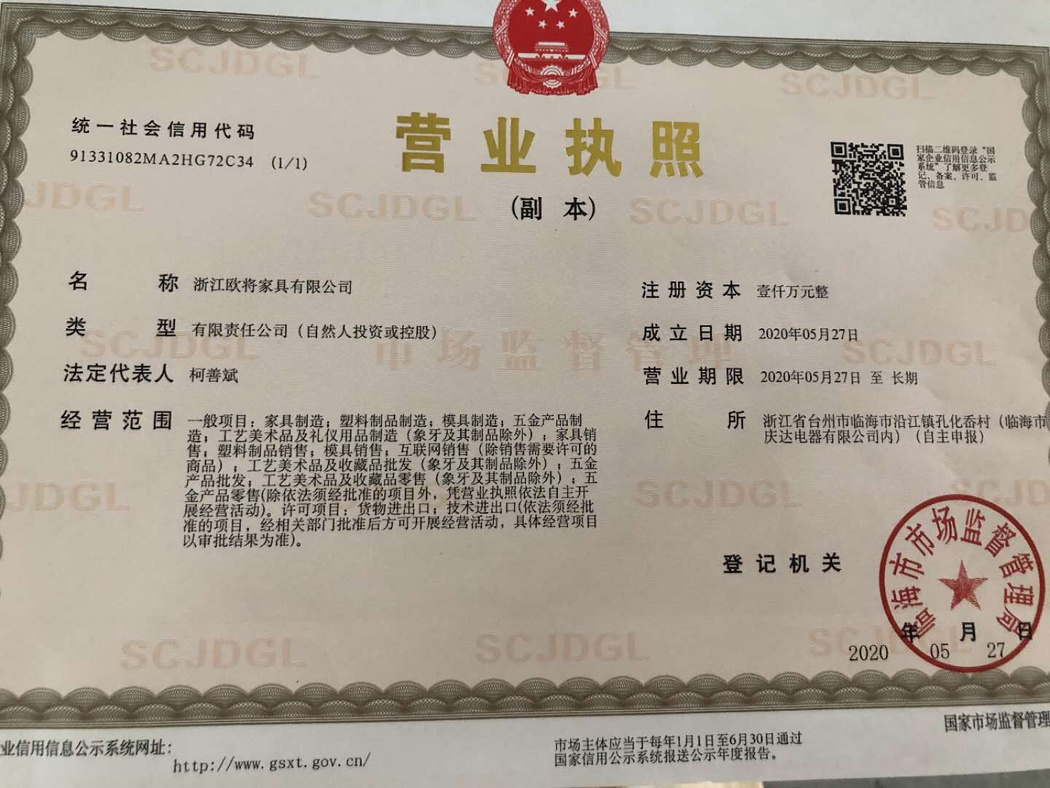 统一社会信用代码
91331082MA2HG72C34 (1/1)
营业执照
(副 本)
扫描二维码登录“国
家企业信用信息公示
系统”了解更多登
记、备案、许可、监
管信息
名 称 浙江欧将家具有限公司
类 型 有限责任公司（自然人投资或控股）
法定代表人 柯善斌
经营范围 一般项目：家具制造；塑料制品制造；模具制造；五金产品制
造；工艺美术品及礼仪用品制造（象牙及其制品除外）；家具销
售；塑料制品销售；模具销售；互联网销售（除销售需要许可的
商品）；工艺美术品及收藏品批发（象牙及其制品除外）；五金
产品批发；工艺美术品及收藏品零售（象牙及其制品除外）；五
金产品零售(除依法须经批准的项目外，凭营业执照依法自主开
展经营活动)。许可项目：货物进出口；技术进出口(依法须经批
准的项目，经相关部门批准后方可开展经营活动，具体经营项目
以审批结果为准)。
注册资本 壹仟万元整
成立日期 2020年05月27日
营业期限 2020年05月27日 至 长期
住 所 浙江省台州市临海市沿江镇孔化岙村（临海市
庆达电器有限公司内）（自主申报）
登记机关
临海市市场监督管理局
2020 年 05 月 27 日
SCJDGL
市场监督管理
业信用信息公示系统网址：
http://www.gsxt.gov.cn/
市场主体应当于每年1月1日至6月30日通过
国家信用公示系统报送公示年度报告。
国家市场监督管理